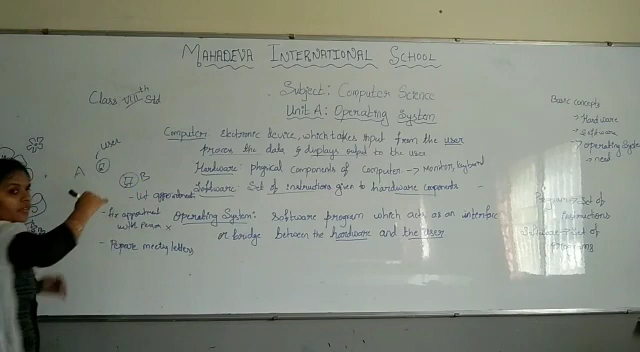 MAHADEVA INTERNATIONAL SCHOOL
Class VIIIth Std
Subject: Computer Science
Unit A: Operating System
Basic concepts
→ Hardware
→ Software
→ Operating System
→ need
user
A
B
- List appointment
- Fix appointment
with Person X
- Prepare meeting letters
Computer: Electronic device, which takes input from the user
process the data & displays output to the user
Hardware: physical components of Computer → Monitor, keyboard
Software: Set of instructions given to hardware components
Operating System: Software program which acts as an interface
or bridge between the hardware and the user
Program → Set of
Instructions
Software → Set of